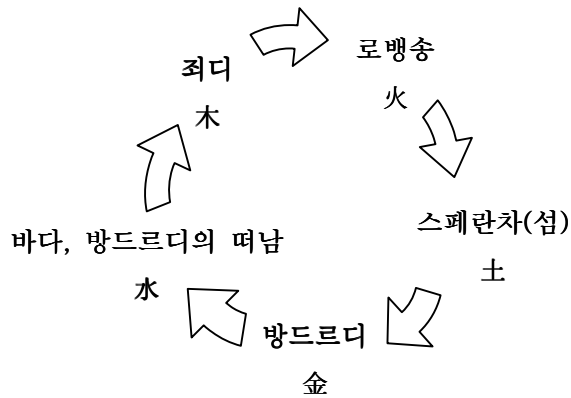 로뱅송
火
죄디
木
스페란차(섬)
土
바다, 방드르디의 떠남
水
방드르디
金